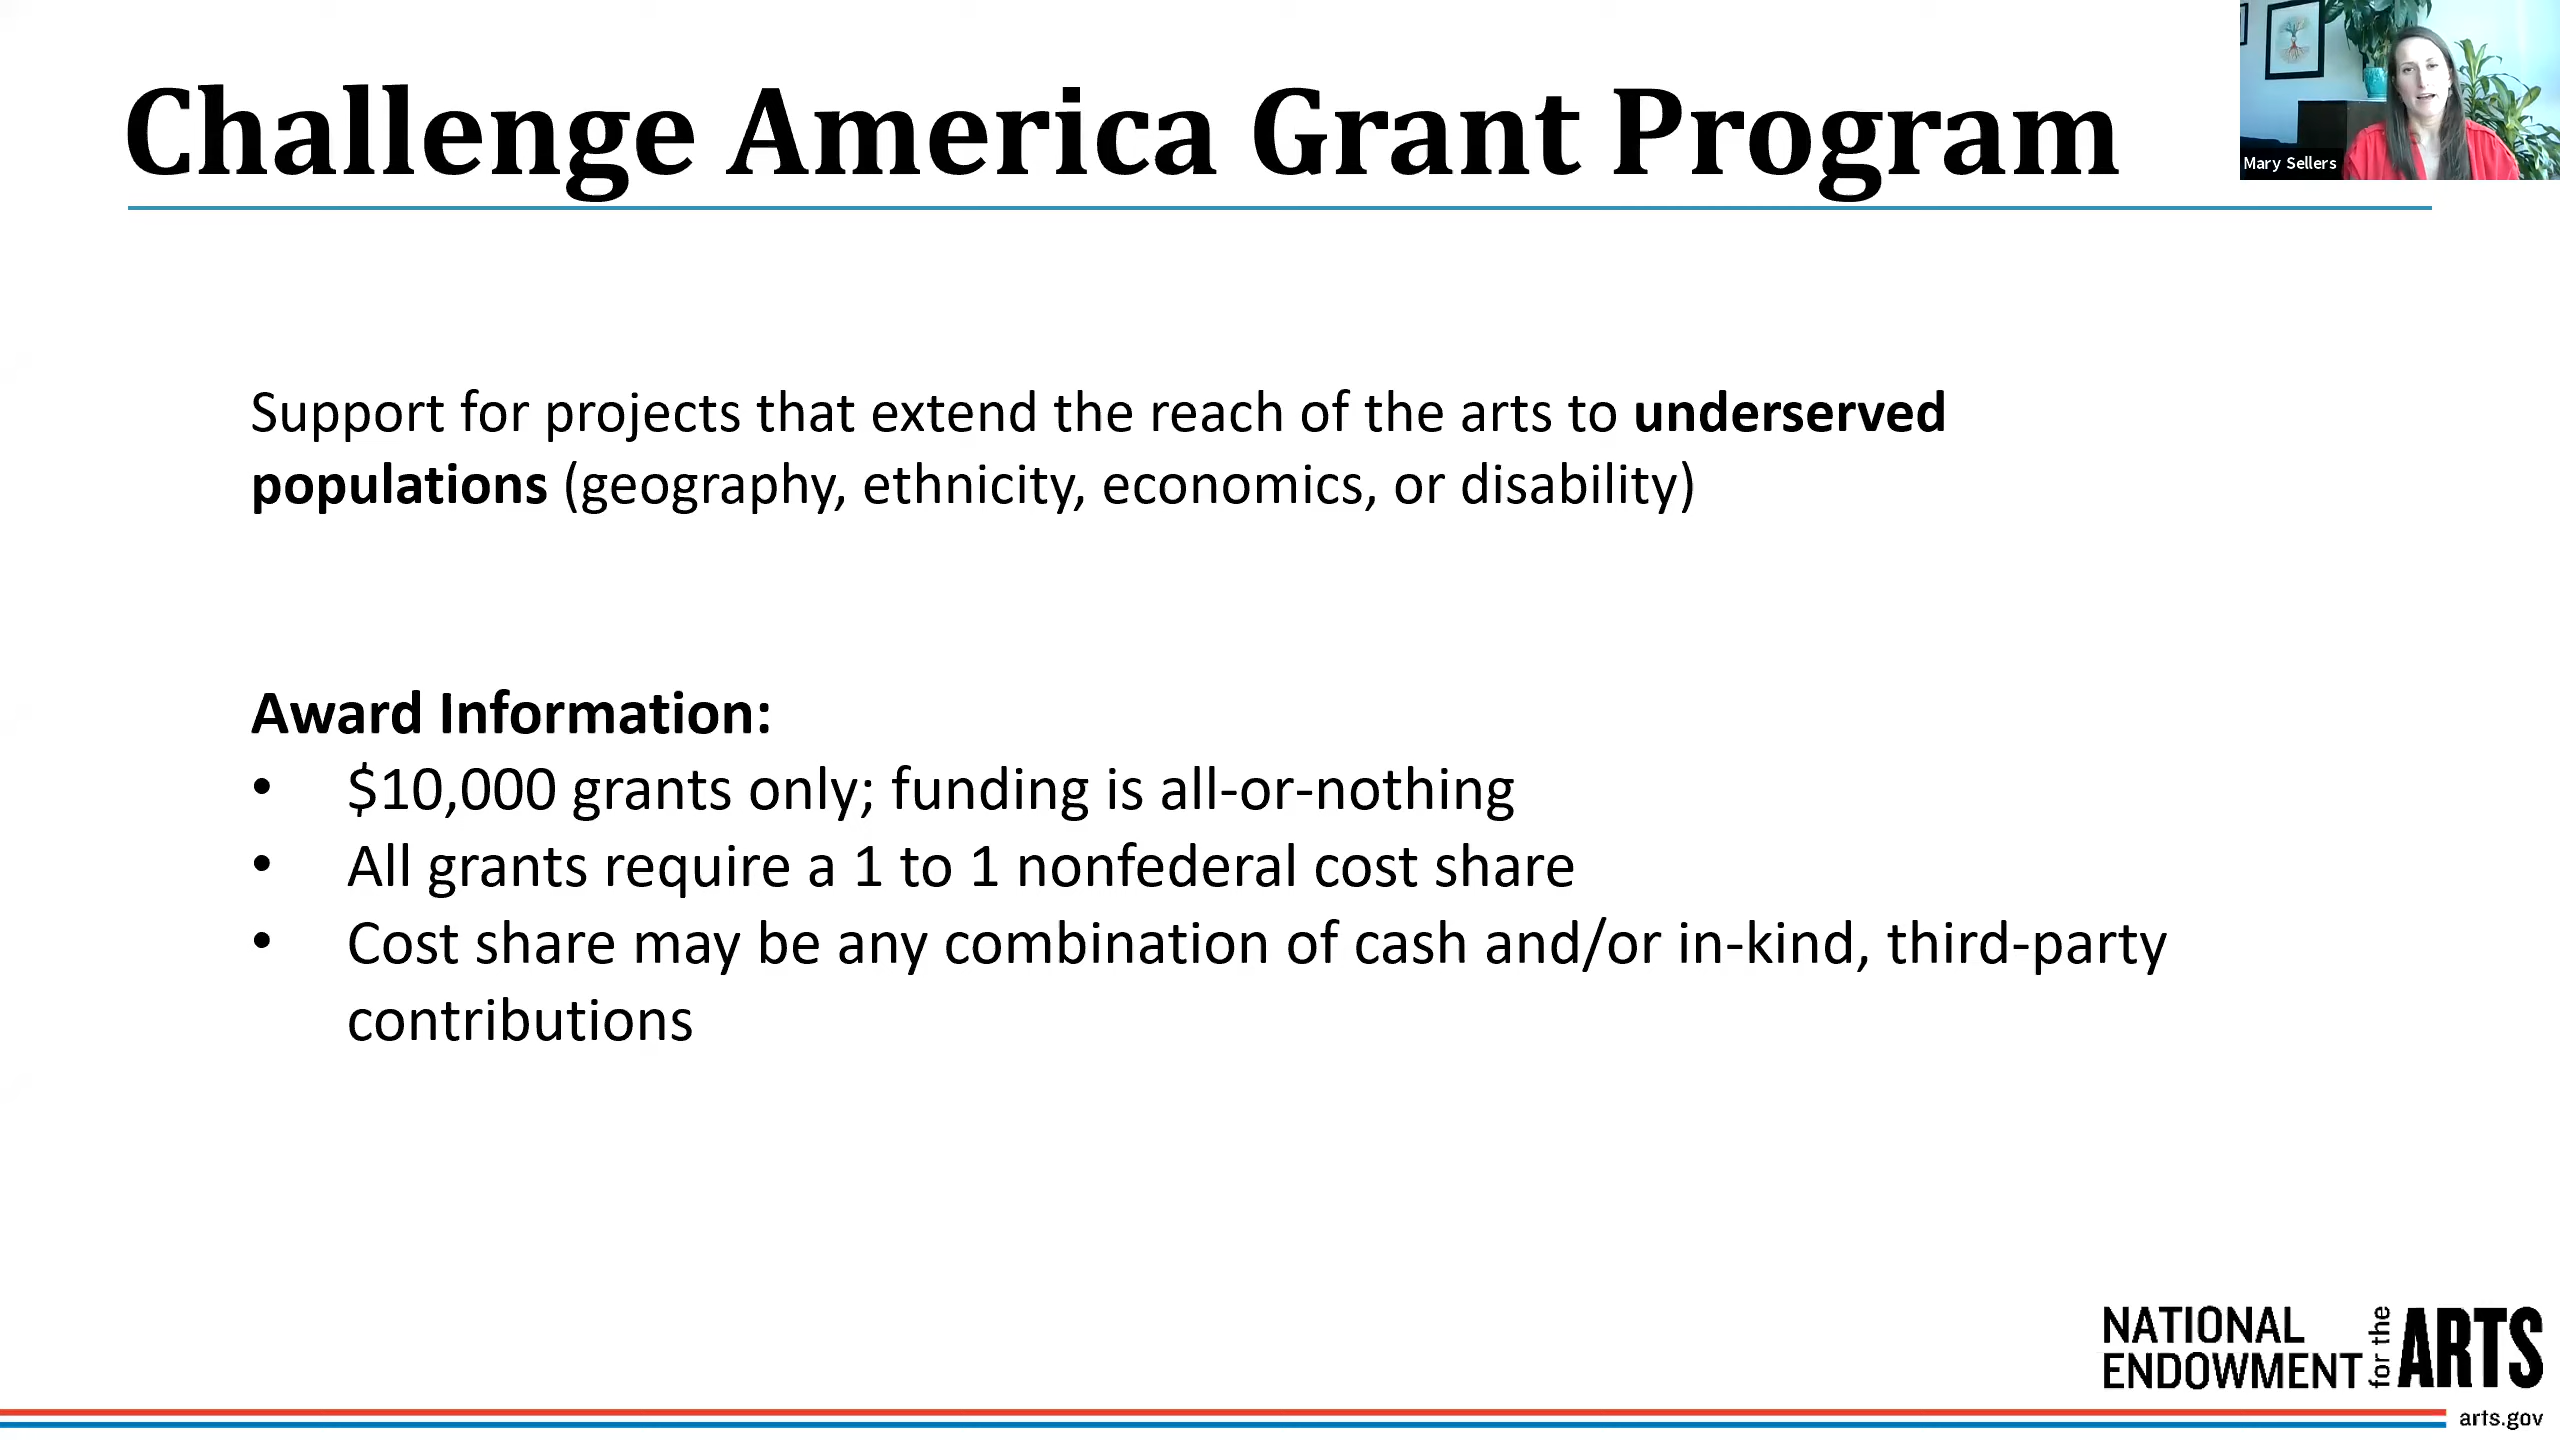 Challenge America Grant Program
Mary Sellers
Support for projects that extend the reach of the arts to underserved
populations (geography, ethnicity, economics, or disability)
Award Information:
• $10,000 grants only; funding is all-or-nothing
• All grants require a 1 to 1 nonfederal cost share
• Cost share may be any combination of cash and/or in-kind, third-party
contributions
NATIONAL
ENDOWMENT
for the
ARTS
arts.gov